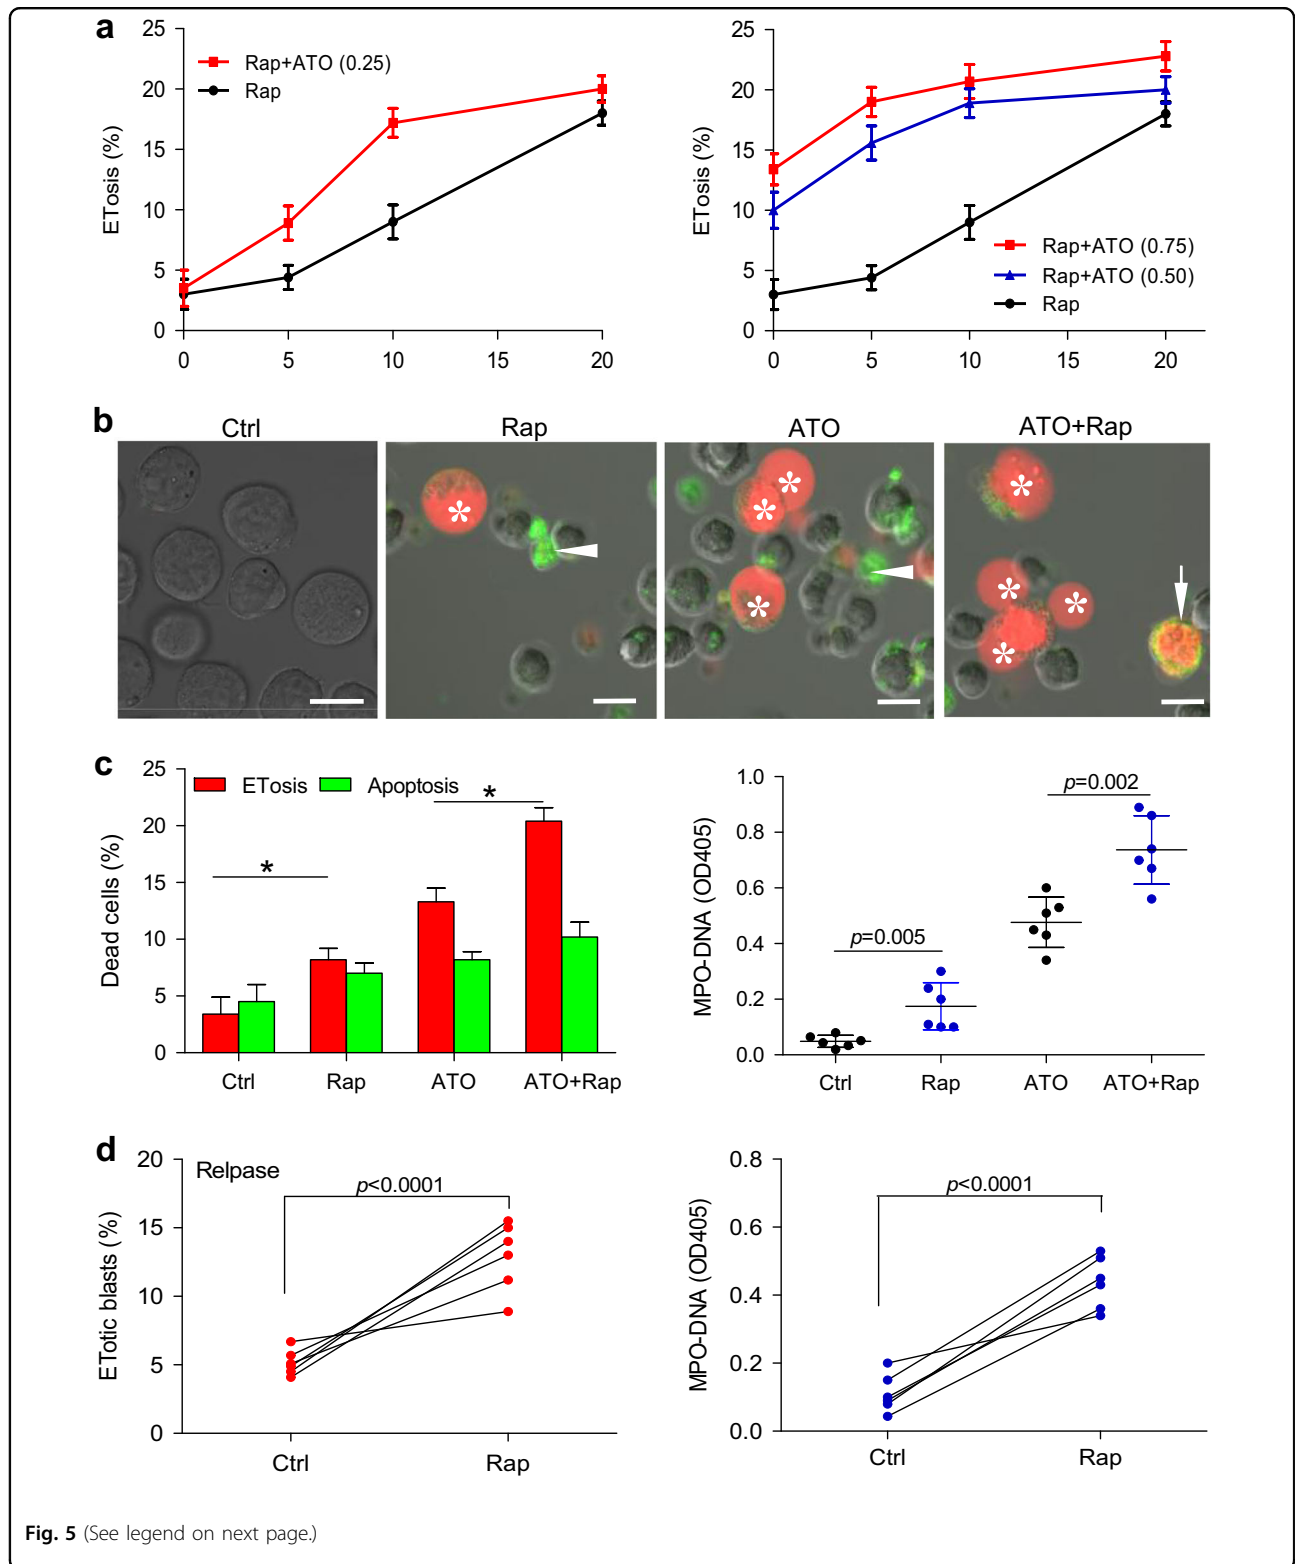 a
25
20
15
10
5
0
ETosis (%)
Rap+ATO (0.25)
Rap
0 5 10 15 20
25
20
15
10
5
0
ETosis (%)
Rap+ATO (0.75)
Rap+ATO (0.50)
Rap
0 5 10 15 20
b
Ctrl Rap ATO ATO+Rap
* * * * * * * *
c
25
20
15
10
5
0
Dead cells (%)
ETosis Apoptosis
*
*
Ctrl Rap ATO ATO+Rap
1.0
0.8
0.6
0.4
0.2
0.0
MPO-DNA (OD405)
p=0.002
p=0.005
Ctrl Rap ATO ATO+Rap
d
20
15
10
5
0
ETotic blasts (%)
Relpase
p<0.0001
Ctrl Rap
0.8
0.6
0.4
0.2
0.0
MPO-DNA (OD405)
p<0.0001
Ctrl Rap
Fig. 5 (See legend on next page.)